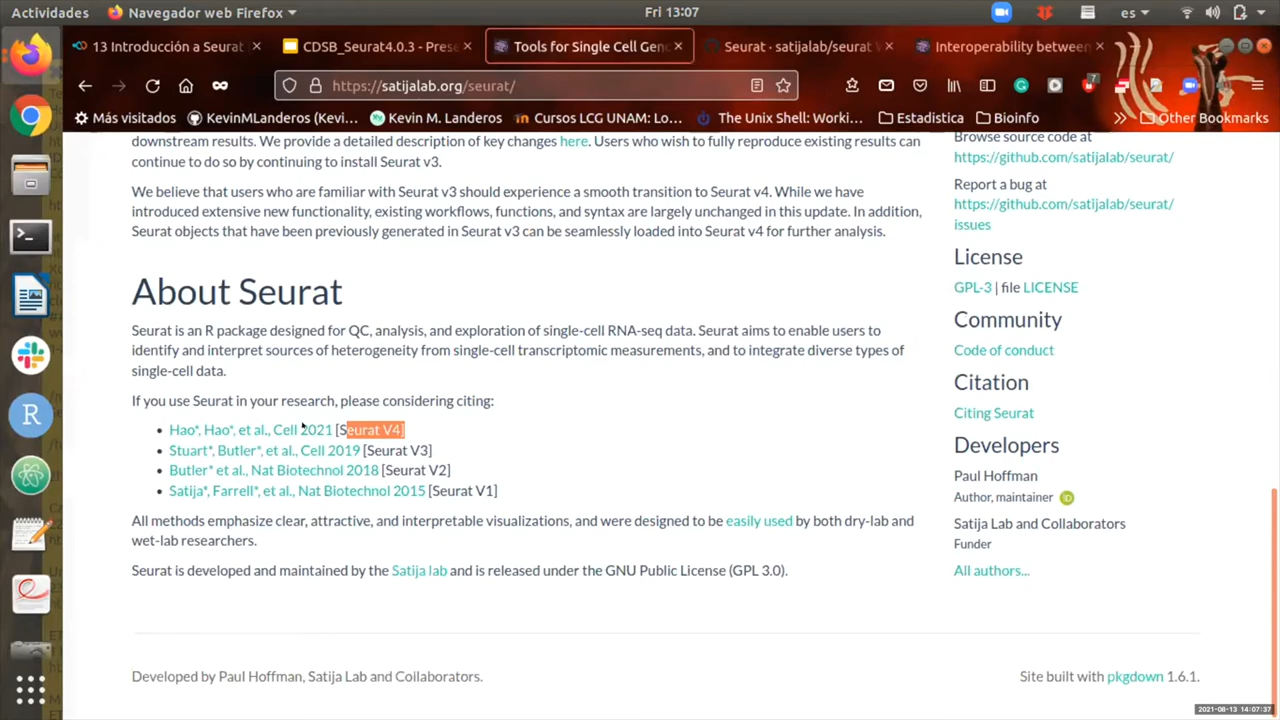 Actividades
Navegador web Firefox
Fri 13:07
es
13 Introducción a Seurat
CDSB_Seurat4.0.3 - Prese
Tools for Single Cell Geno
Seurat · satijalab/seurat W
Interoperability between
https://satijalab.org/seurat/
7
Más visitados
KevinMLanderos (Kevi...
Kevin M. Landeros
Cursos LCG UNAM: Lo...
The Unix Shell: Worki...
Estadistica
Bioinfo
Other Bookmarks
downstream results. We provide a detailed description of key changes here. Users who wish to fully reproduce existing results can
continue to do so by continuing to install Seurat v3.
We believe that users who are familiar with Seurat v3 should experience a smooth transition to Seurat v4. While we have
introduced extensive new functionality, existing workflows, functions, and syntax are largely unchanged in this update. In addition,
Seurat objects that have been previously generated in Seurat v3 can be seamlessly loaded into Seurat v4 for further analysis.
About Seurat
Seurat is an R package designed for QC, analysis, and exploration of single-cell RNA-seq data. Seurat aims to enable users to
identify and interpret sources of heterogeneity from single-cell transcriptomic measurements, and to integrate diverse types of
single-cell data.
If you use Seurat in your research, please considering citing:
• Hao*, Hao*, et al., Cell 2021 [Seurat V4]
• Stuart*, Butler*, et al., Cell 2019 [Seurat V3]
• Butler* et al., Nat Biotechnol 2018 [Seurat V2]
• Satija*, Farrell*, et al., Nat Biotechnol 2015 [Seurat V1]
All methods emphasize clear, attractive, and interpretable visualizations, and were designed to be easily used by both dry-lab and
wet-lab researchers.
Seurat is developed and maintained by the Satija lab and is released under the GNU Public License (GPL 3.0).
Browse source code at
https://github.com/satijalab/seurat/
Report a bug at
https://github.com/satijalab/seurat/
issues
License
GPL-3 | file LICENSE
Community
Code of conduct
Citation
Citing Seurat
Developers
Paul Hoffman
Author, maintainer
Satija Lab and Collaborators
Funder
All authors...
Developed by Paul Hoffman, Satija Lab and Collaborators.
Site built with pkgdown 1.6.1.
2021-08-13 14:07:37